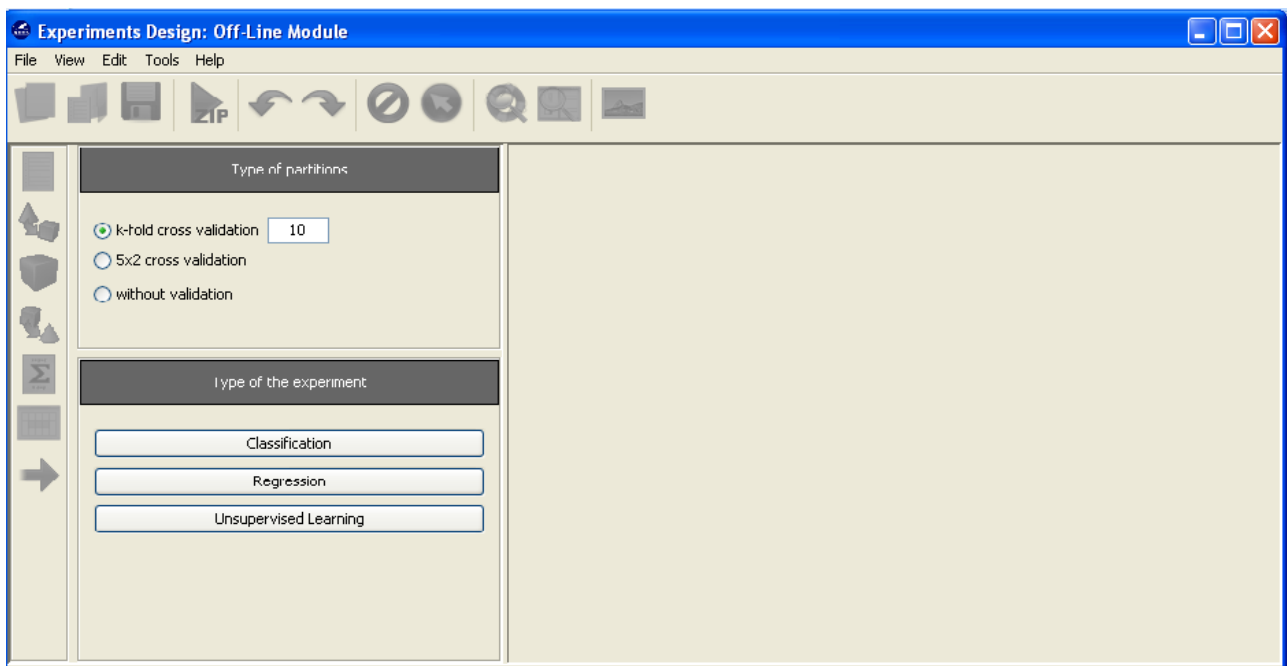 Experiments Design: Off-Line Module
File View Edit Tools Help
ZIP
Type of partitions
k-fold cross validation 10
5x2 cross validation
without validation
Type of the experiment
Classification
Regression
Unsupervised Learning